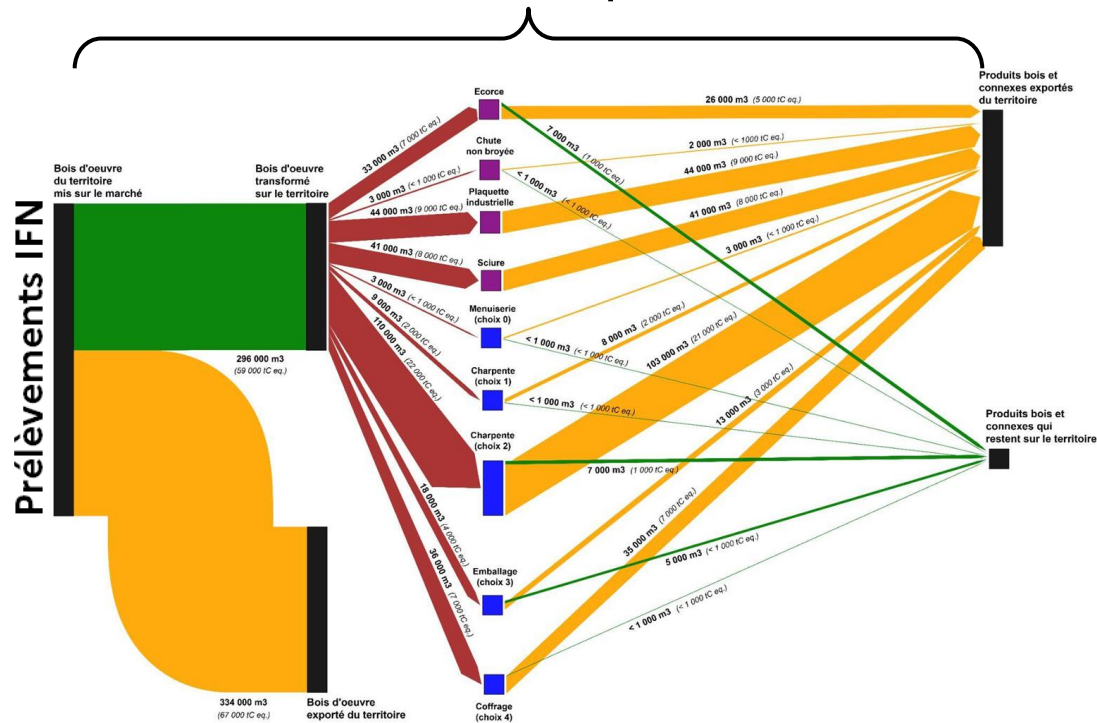 Prélèvements IFN
Bois d'oeuvre
du territoire
mis sur le marché
Bois d'oeuvre
transformé
sur le territoire
296 000 m3
(59 000 tC eq.)
334 000 m3
(67 000 tC eq.)
Bois d'oeuvre
exporté du territoire
33 000 m3 (7 000 tC eq.)
3 000 m3 (< 1 000 tC eq.)
44 000 m3 (9 000 tC eq.)
41 000 m3 (8 000 tC eq.)
3 000 m3 (< 1 000 tC eq.)
9 000 m3 (2 000 tC eq.)
110 000 m3 (22 000 tC eq.)
18 000 m3 (4 000 tC eq.)
36 000 m3 (7 000 tC eq.)
Ecorce
Chute
non broyée
Plaquette
industrielle
Sciure
Menuiserie
(choix 0)
Charpente
(choix 1)
Charpente
(choix 2)
Emballage
(choix 3)
Coffrage
(choix 4)
26 000 m3 (5 000 tC eq.)
7 000 m3 (1 000 tC eq.)
2 000 m3 (< 1000 tC eq.)
< 1 000 m3 (< 1 000 tC eq.)
44 000 m3 (9 000 tC eq.)
41 000 m3 (8 000 tC eq.)
3 000 m3 (< 1 000 tC eq.)
< 1 000 m3 (< 1 000 tC eq.)
8 000 m3 (2 000 tC eq.)
< 1 000 m3 (< 1 000 tC eq.)
103 000 m3 (21 000 tC eq.)
7 000 m3 (1 000 tC eq.)
13 000 m3 (3 000 tC eq.)
5 000 m3 (< 1 000 tC eq.)
35 000 m3 (7 000 tC eq.)
< 1 000 m3 (< 1 000 tC eq.)
Produits bois et
connexes exportés
du territoire
Produits bois et
connexes qui
restent sur le territoire